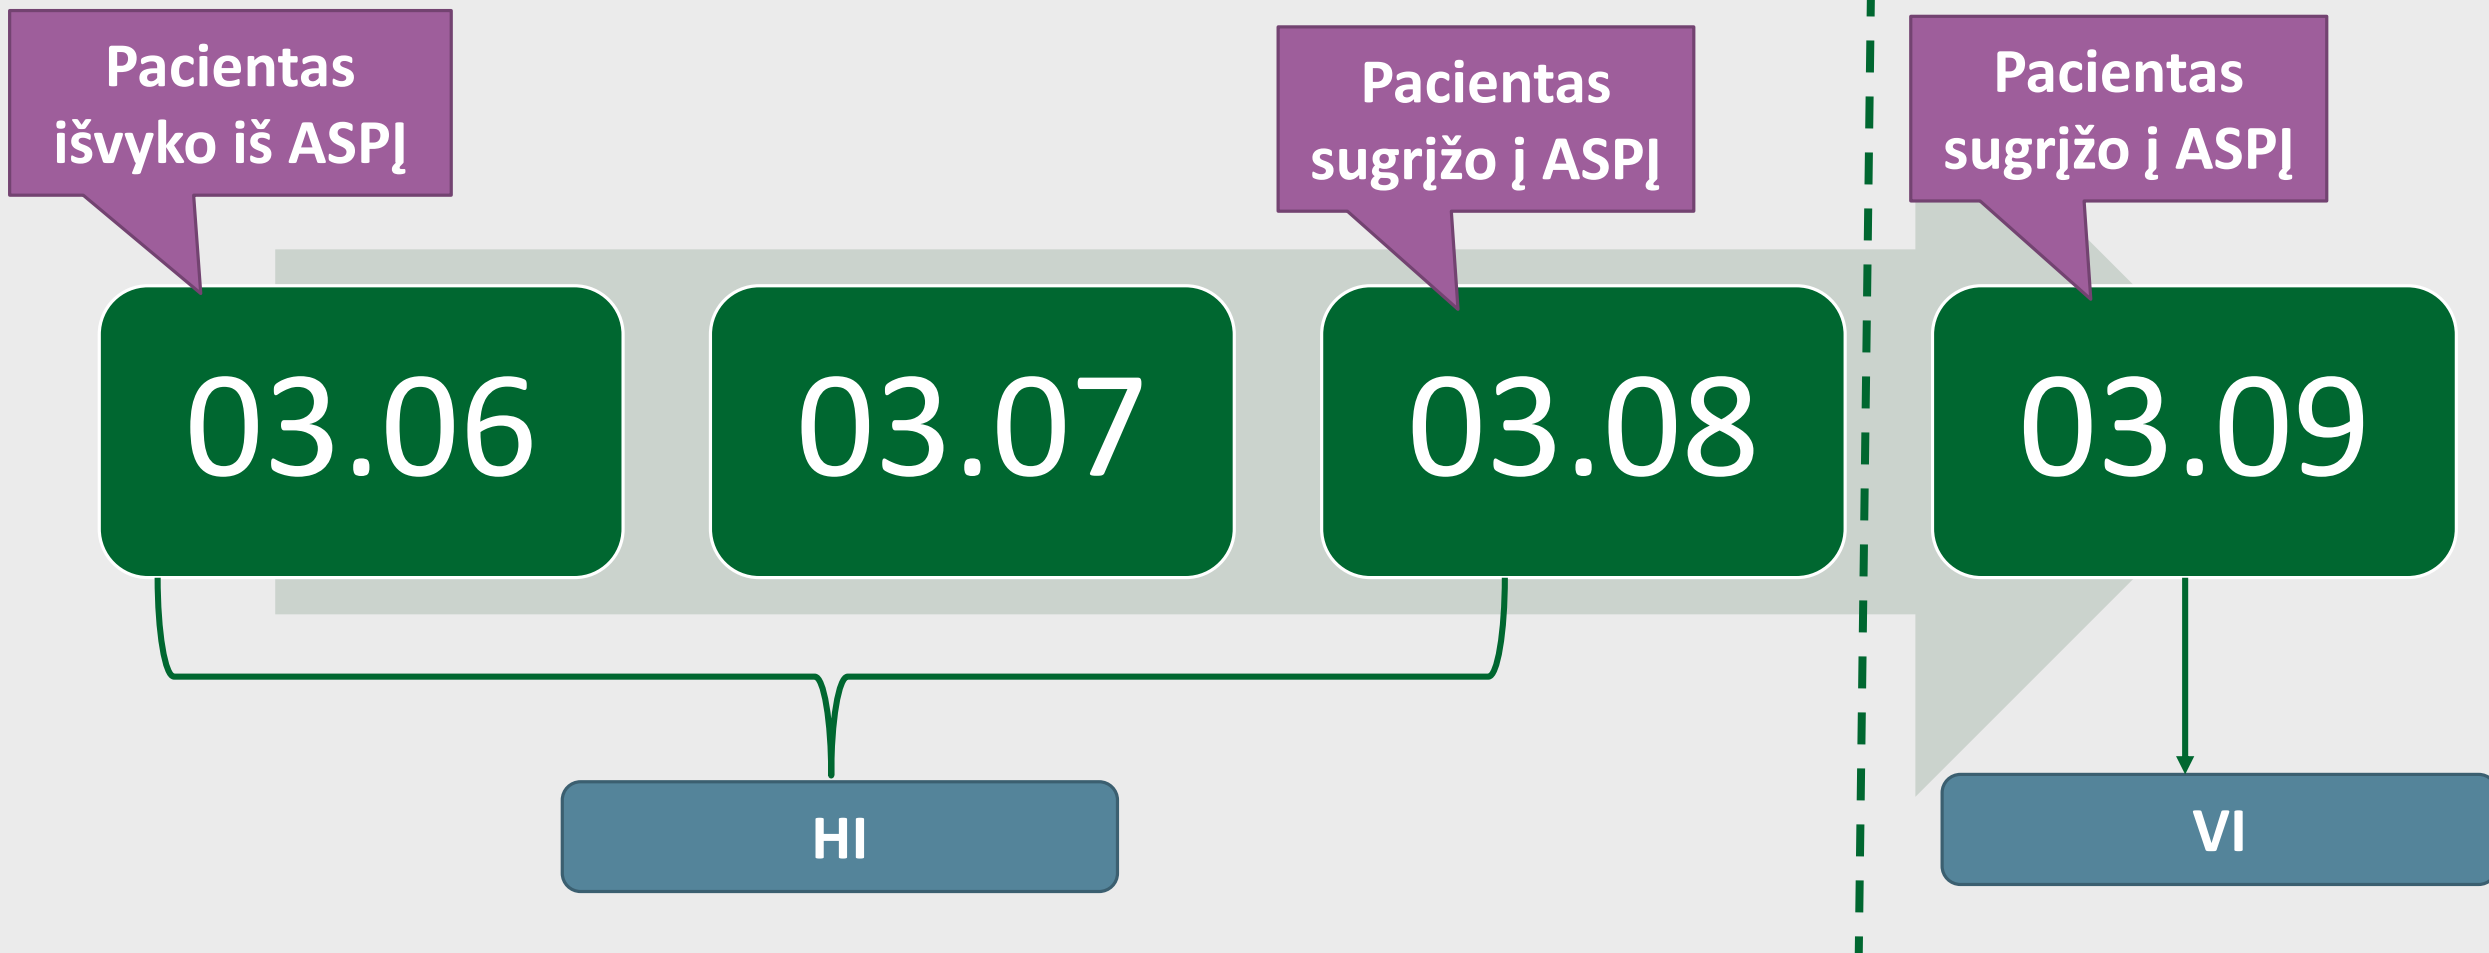 Pacientas
išvyko iš ASPĮ
Pacientas
sugrįžo į ASPĮ
Pacientas
sugrįžo į ASPĮ
03.06
03.07
03.08
03.09
HI
VI